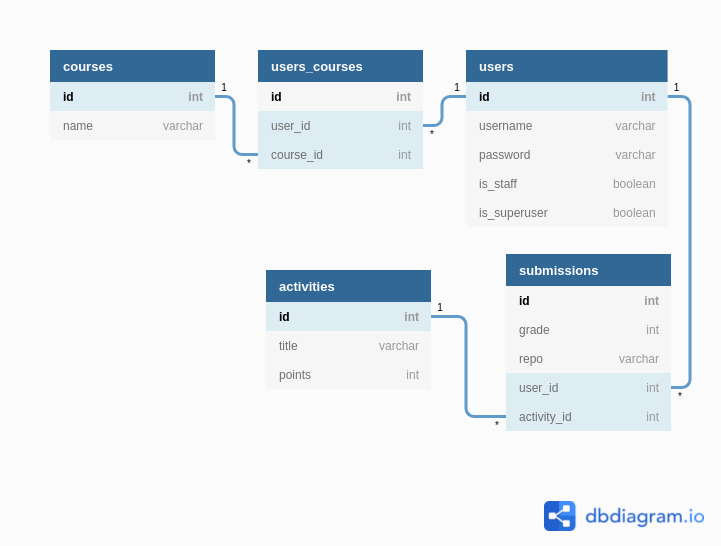 courses
id int
name varchar
1
*
users_courses
id int
user_id int
course_id int
1
*
users
id int
username varchar
password varchar
is_staff boolean
is_superuser boolean
1
*
activities
id int
title varchar
points int
1
*
submissions
id int
grade int
repo varchar
user_id int
activity_id int
dbdiagram.io